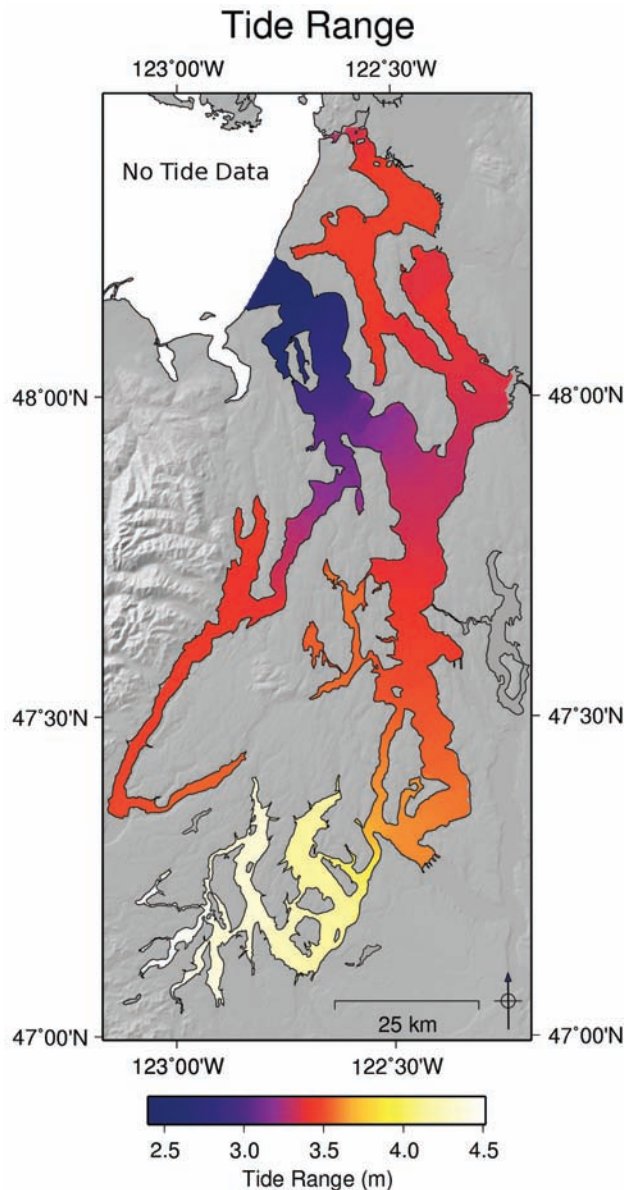 Tide Range
123°00'W 122°30'W
No Tide Data
48°00'N 48°00'N
47°30'N 47°30'N
25 km
47°00'N 47°00'N
123°00'W 122°30'W
2.5 3.0 3.5 4.0 4.5
Tide Range (m)